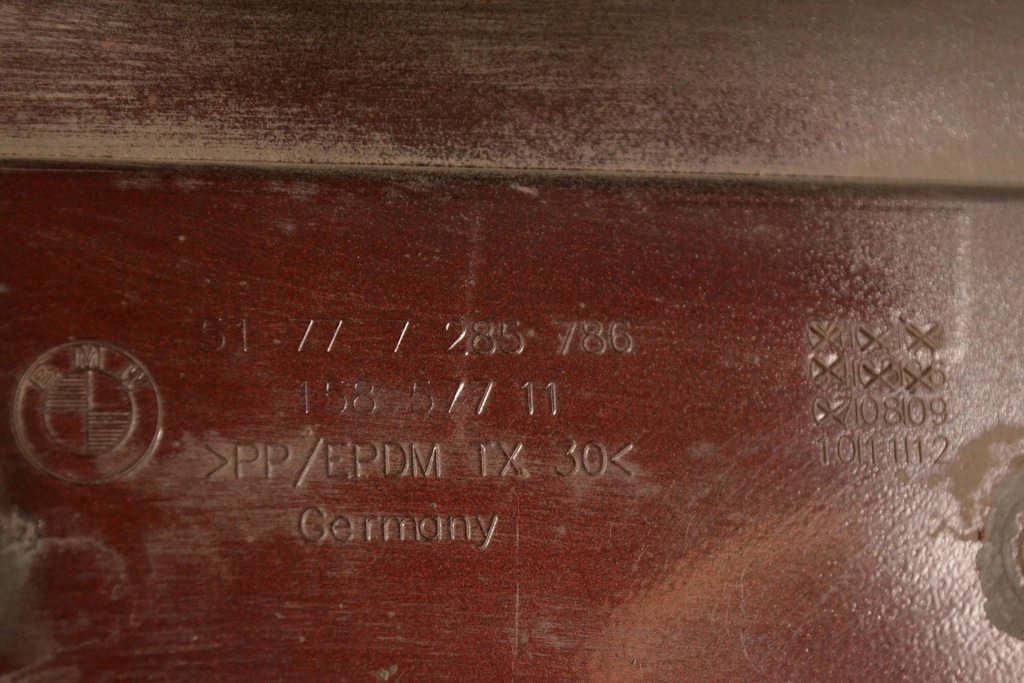 BMW
51 77 7 285 786
158 577 11
>PP/EPDM TX 30<
Germany
07 08 09
10 11 12